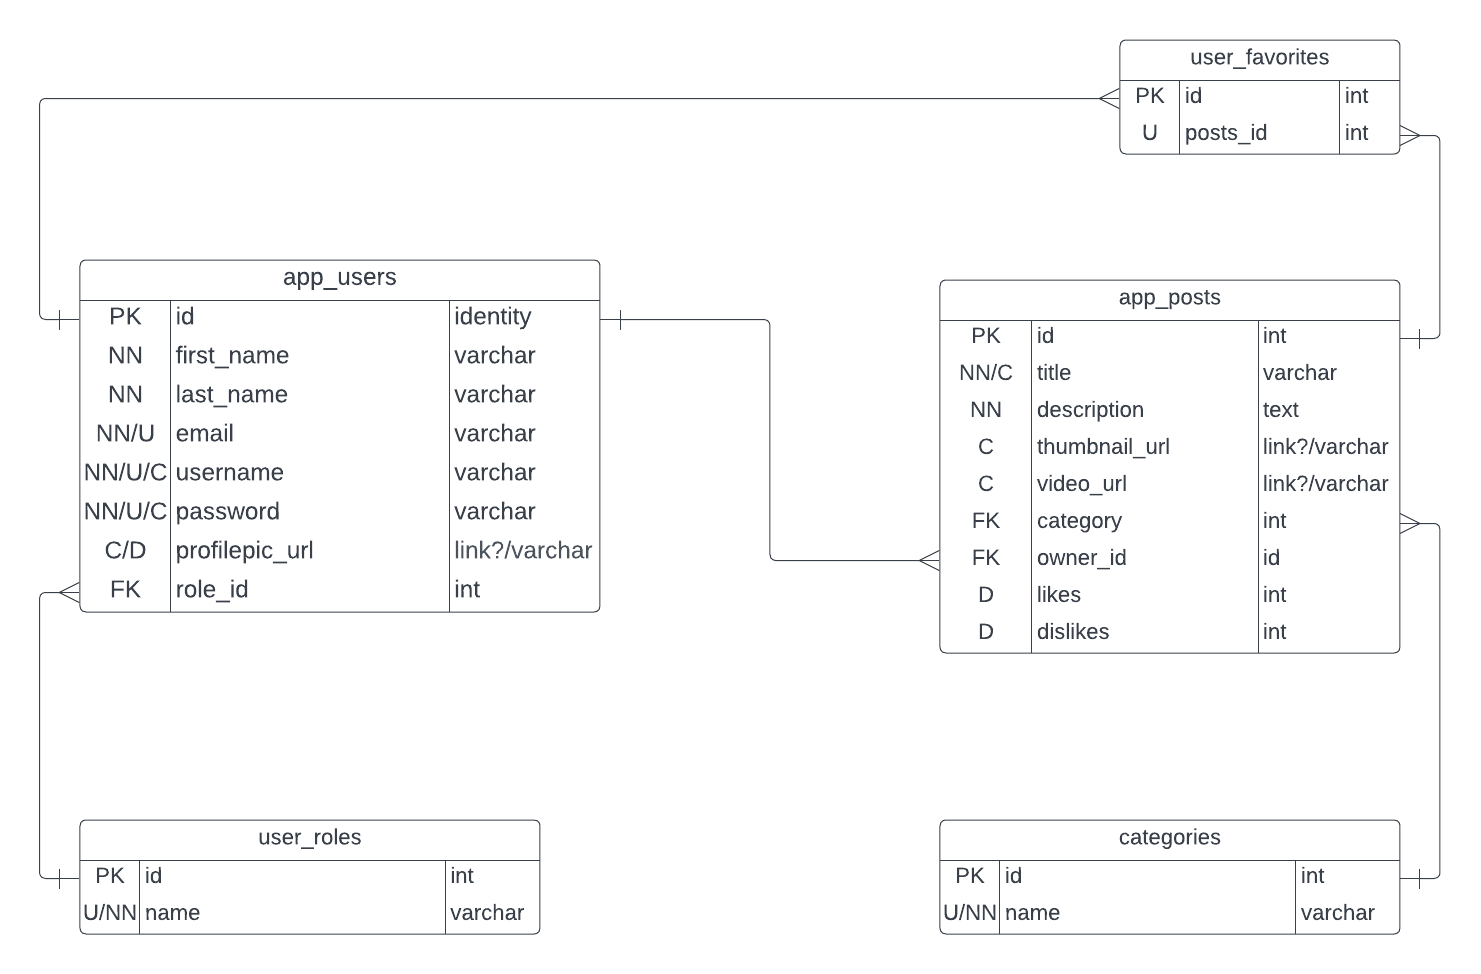 user_favorites
PK id int
U posts_id int
app_users
PK id identity
NN first_name varchar
NN last_name varchar
NN/U email varchar
NN/U/C username varchar
NN/U/C password varchar
C/D profilepic_url link?/varchar
FK role_id int
app_posts
PK id int
NN/C title varchar
NN description text
C thumbnail_url link?/varchar
C video_url link?/varchar
FK category int
FK owner_id id
D likes int
D dislikes int
user_roles
PK id int
U/NN name varchar
categories
PK id int
U/NN name varchar